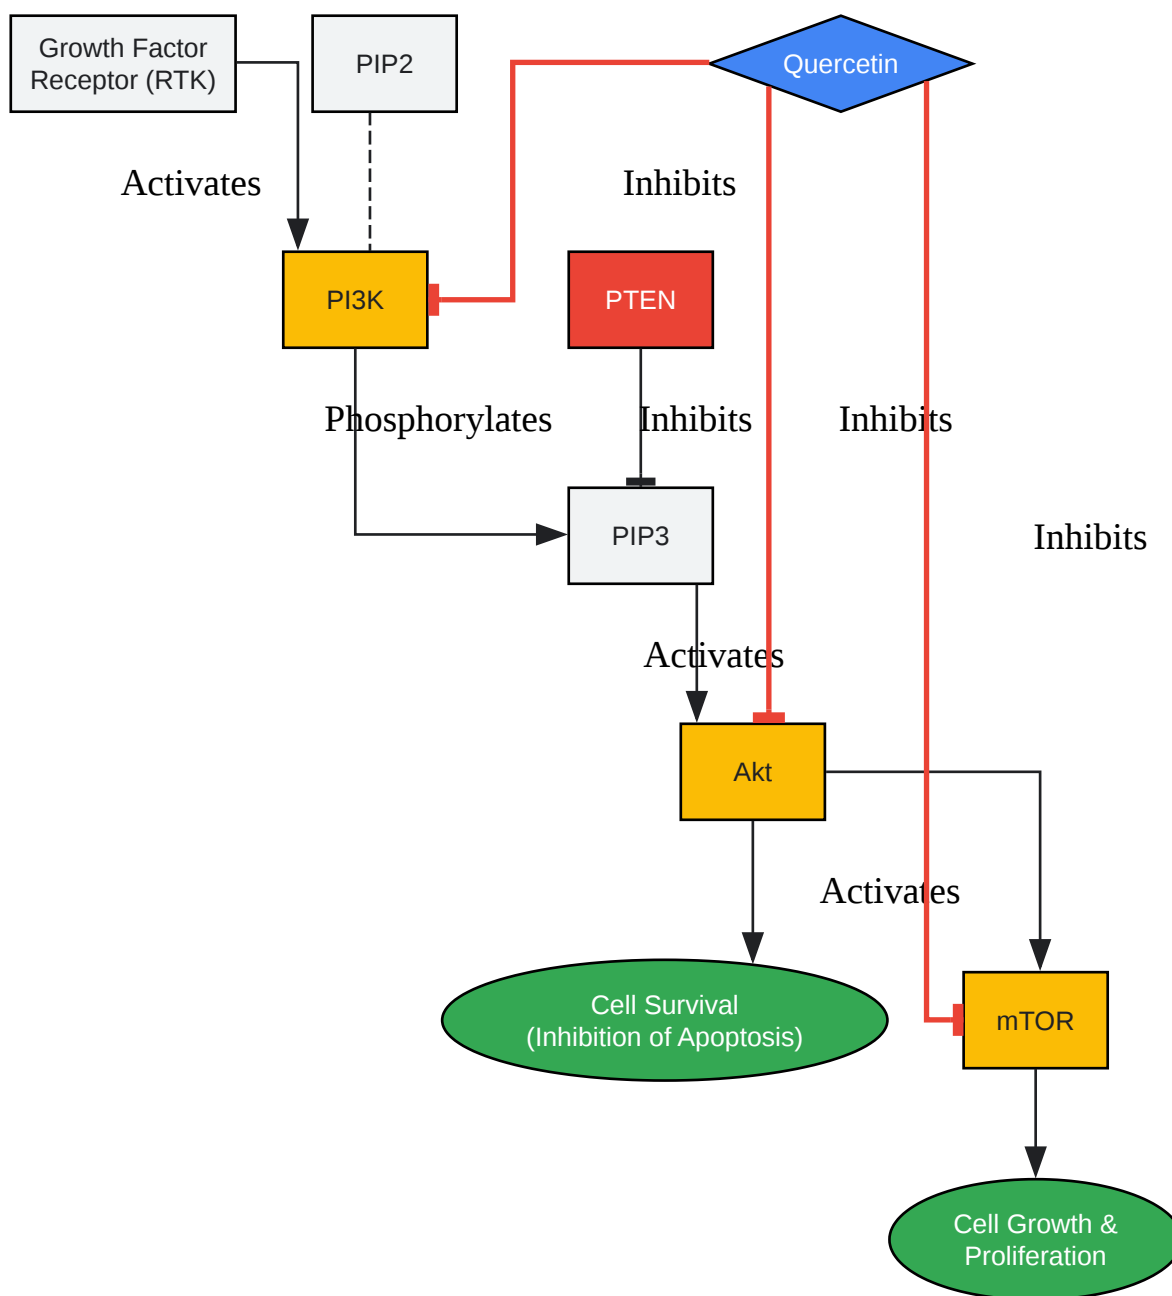 Growth Factor
Receptor (RTK)
PIP2
Quercetin
Activates
Inhibits
PI3K
PTEN
Phosphorylates
Inhibits
Inhibits
PIP3
Inhibits
Activates
Akt
Activates
Cell Survival
(Inhibition of Apoptosis)
mTOR
Cell Growth &
Proliferation